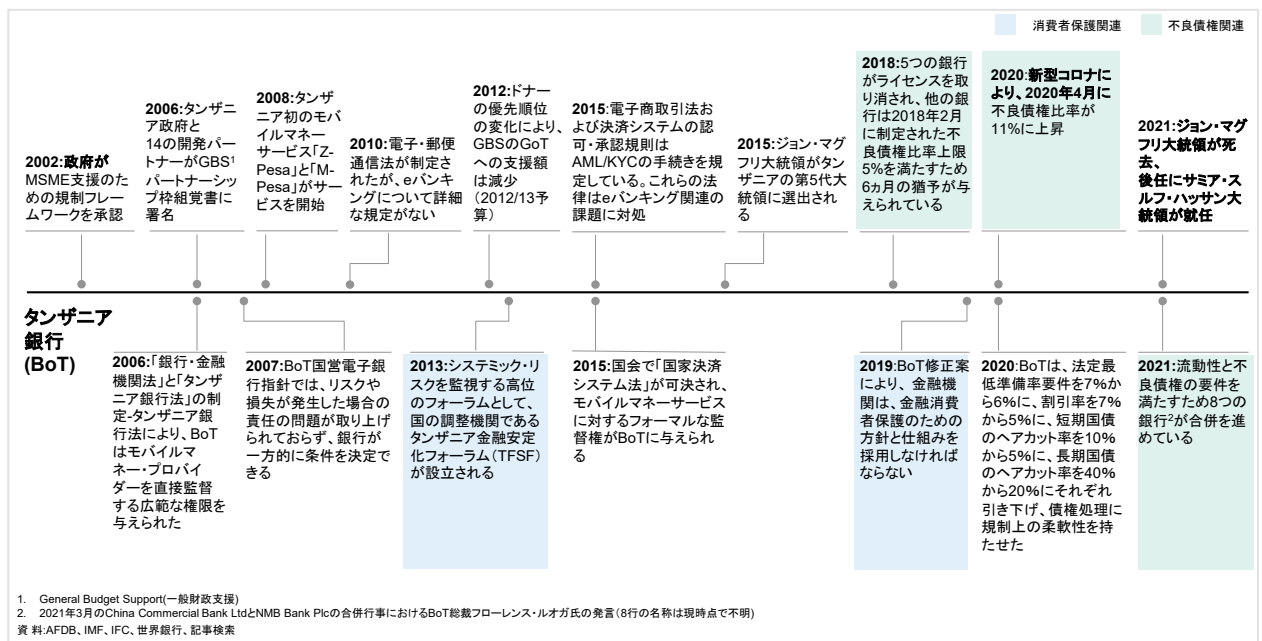 消費者保護関連
不良債権関連
2002:政府が
MSME支援のた
めの規制フレー
ムワークを承認
2006:タンザニ
ア政府と
14の開発パー
トナーがGBS1
パートナーシッ
プ枠組覚書に
署名
2008:タンザ
ニア初のモバ
イルマネー
サービス「Z-
Pesa」と「M-
Pesa」がサー
ビスを開始
2010:電子・郵便
通信法が制定さ
れたが、eバンキ
ングについて詳細
な規定がない
2012:ドナー
の優先順位
の変化により、
GBSのGoT
への支援額
は減少
(2012/13予
算)
2015:電子商取引法お
よび決済システムの認
可・承認規則は
AML/KYCの手続きを規
定している。これらの法
律はeバンキング関連の
課題に対処
2015:ジョン・マグ
フリ大統領がタン
ザニアの第5代大
統領に選出され
る
2018:5つの銀行
がライセンスを取
り消され、他の銀
行は2018年2月
に制定された不
良債権比率上限
5%を満たすため
6ヵ月の猶予が与
えられている
2020:新型コロナに
より、2020年4月に
不良債権比率が
11%に上昇
2021:ジョン・マグ
フリ大統領が死
去、
後任にサミア・ス
ルフ・ハッサン大
統領が就任
タンザニア
銀行
(BoT)
2006:「銀行・金融
機関法」と「タンザ
ニア銀行法」の制
定-タンザニア銀
行法により、BoT
はモバイルマ
ネー・プロバイ
ダーを直接監督
する広範な権限を
与えられた
2007:BoT国営電子銀
行指針では、リスクや
損失が発生した場合の
責任の問題が取り上げ
られておらず、銀行が
一方的に条件を決定で
きる
2013:システミック・リ
スクを監視する高位
のフォーラムとして、
国の調整機関である
タンザニア金融安定
化フォーラム(TFSF)
が設立される
2015:国会で「国家決済
システム法」が可決され、
モバイルマネーサービス
に対するフォーマルな監
督権がBoTに与えられ
る
2019:BoT修正案
により、金融機
関は、金融消費
者保護のための
方針と仕組みを
採用しなければ
ならない
2020:BoTは、法定最
低準備率要件を7%か
ら6%に、割引率を7%
から5%に、短期国債
のヘアカット率を10%
から5%に、長期国債
のヘアカット率を40%
から20%にそれぞれ
引き下げ、債権処理に
規制上の柔軟性を持
たせた
2021:流動性と不
良債権の要件を
満たすため8つの
銀行2が合併を進
めている
1. General Budget Support(一般財政支援)
2. 2021年3月のChina Commercial Bank LtdとNMB Bank Plcの合併行事におけるBoT総裁フローレンス・ルオガ氏の発言(8行の名称は現時点で不明)
資 料:AFDB、IMF、IFC、世界銀行、記事検索